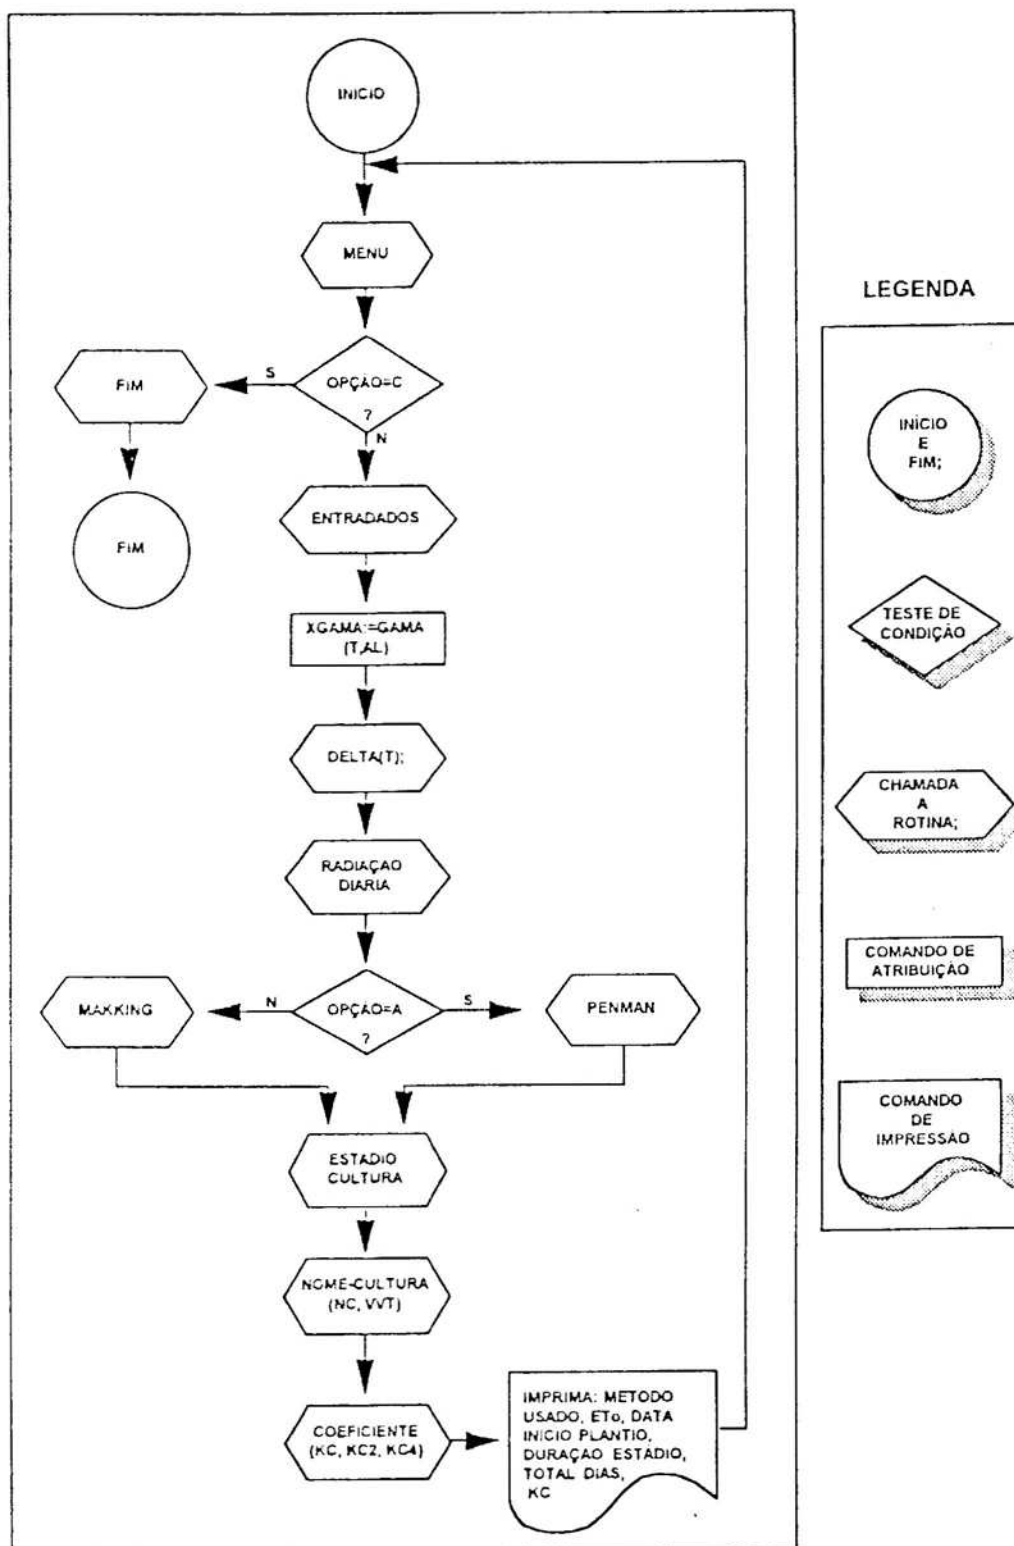 INICIO
MENU
OPÇÃO=C
?
S
N
FIM
FIM
ENTRADADOS
XGAMA:=GAMA
(T,AL)
DELTA(T);
RADIAÇAO
DIARIA
OPÇÃO=A
?
N
S
MAKKING
PENMAN
ESTADIO
CULTURA
NOME-CULTURA
(NC, VVT)
COEFICIENTE
(KC, KC2, KC4)
IMPRIMA: METODO
USADO, ETo, DATA
INICIO PLANTIO,
DURAÇAO ESTÁDIO,
TOTAL DIAS,
KC
LEGENDA
INÍCIO
E
FIM;
TESTE DE
CONDIÇÃO
CHAMADA
A
ROTINA;
COMANDO DE
ATRIBUIÇÃO
COMANDO
DE
IMPRESSÃO